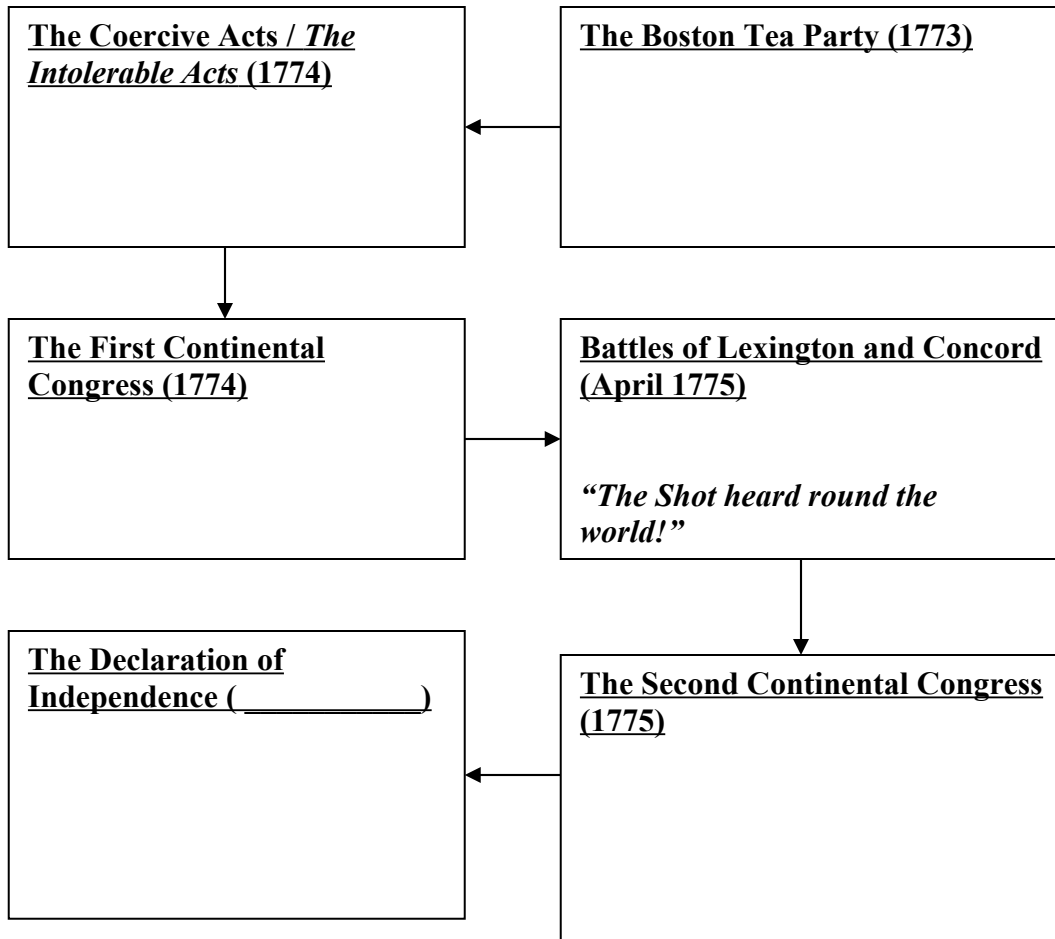 The Coercive Acts / The
Intolerable Acts (1774)
The Boston Tea Party (1773)
The First Continental
Congress (1774)
Battles of Lexington and Concord
(April 1775)
“The Shot heard round the
world!”
The Declaration of
Independence ( ___________)
The Second Continental Congress
(1775)